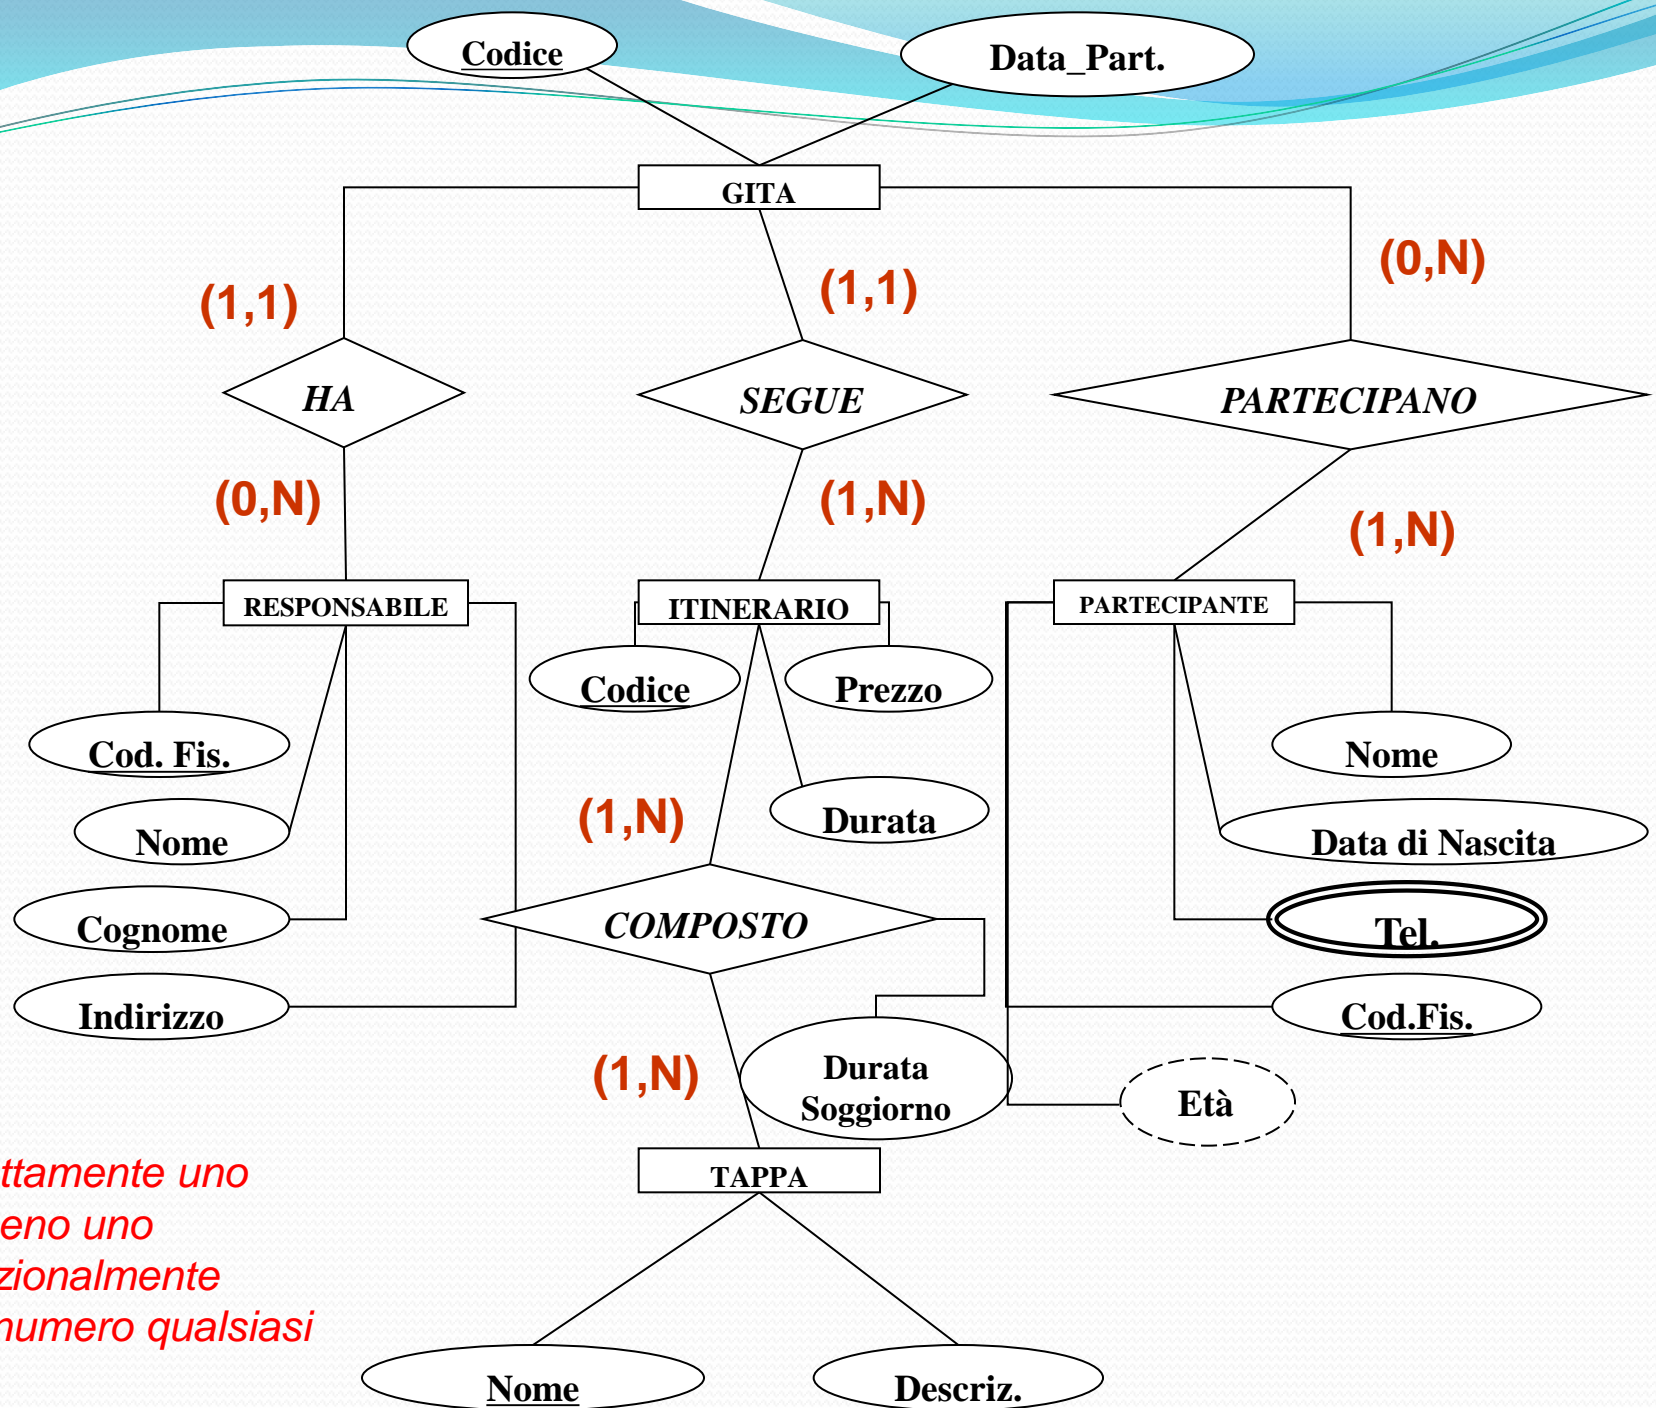 Codice
Data_Part.
GITA
(0,N)
(1,1)
(1,1)
HA
SEGUE
PARTECIPANO
(0,N)
(1,N)
(1,N)
RESPONSABILE
ITINERARIO
PARTECIPANTE
Codice
Prezzo
Cod. Fis.
Nome
Nome
Durata
(1,N)
Data di Nascita
Cognome
COMPOSTO
Tel.
Indirizzo
Cod.Fis.
(1,N)
Durata
Soggiorno
Età
ttamente uno
TAPPA
eno uno
zionalmente
numero qualsiasi
Nome
Descriz.